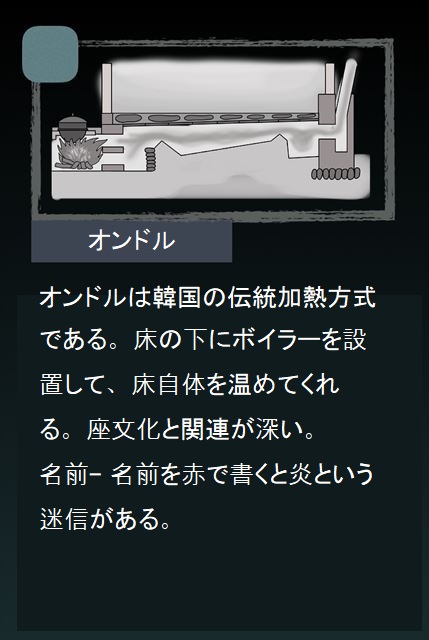 オンドル
オンドルは韓国の伝統加熱方式
である。床の下にボイラーを設
置して、床自体を温めてくれ
る。座文化と関連が深い。
名前- 名前を赤で書くと炎という
迷信がある。